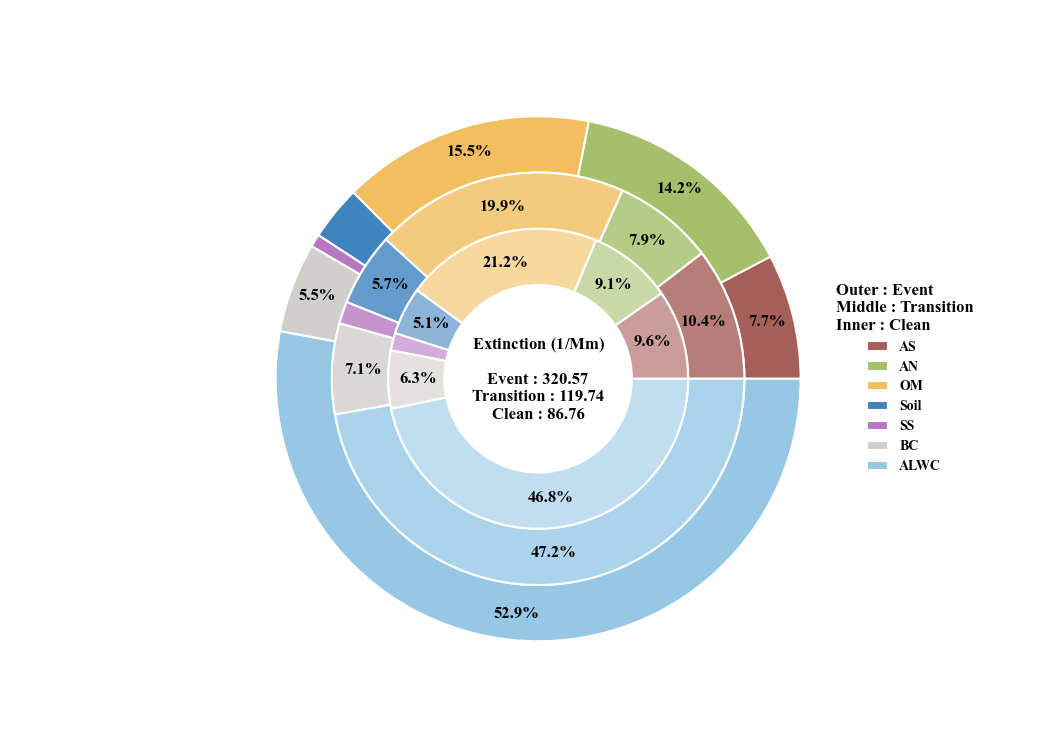 15.5%
14.2%
19.9%
7.9%
21.2%
9.1%
5.7%
5.5%
5.1%
10.4%
7.7%
9.6%
7.1%
6.3%
Extinction (1/Mm)
Event : 320.57
Transition : 119.74
Clean : 86.76
46.8%
47.2%
52.9%
Outer : Event
Middle : Transition
Inner : Clean
AS
AN
OM
Soil
SS
BC
ALWC